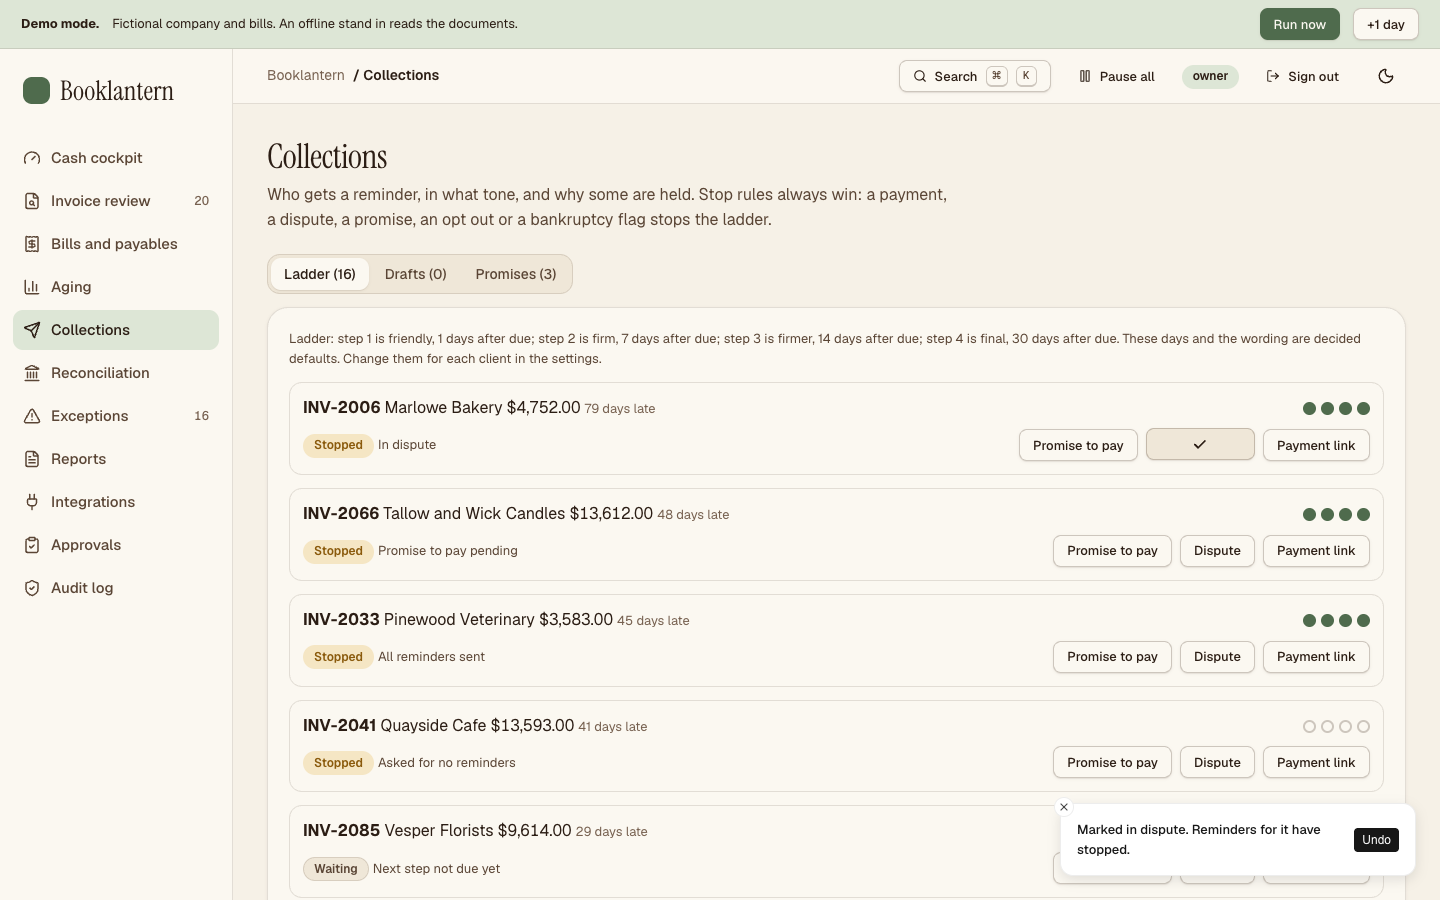 Demo mode. Fictional company and bills. An offline stand in reads the documents.
Run now
+1 day
Booklantern
Booklantern / Collections
Search ⌘ K
Pause all
owner
Sign out
Cash cockpit
Invoice review 20
Bills and payables
Aging
Collections
Reconciliation
Exceptions 16
Reports
Integrations
Approvals
Audit log
Collections
Who gets a reminder, in what tone, and why some are held. Stop rules always win: a payment,
a dispute, a promise, an opt out or a bankruptcy flag stops the ladder.
Ladder (16)
Drafts (0)
Promises (3)
Ladder: step 1 is friendly, 1 days after due; step 2 is firm, 7 days after due; step 3 is firmer, 14 days after due; step 4 is final, 30 days after due. These days and the wording are decided
defaults. Change them for each client in the settings.
INV-2006 Marlowe Bakery $4,752.00 79 days late
Stopped In dispute
Promise to pay
Payment link
INV-2066 Tallow and Wick Candles $13,612.00 48 days late
Stopped Promise to pay pending
Promise to pay
Dispute
Payment link
INV-2033 Pinewood Veterinary $3,583.00 45 days late
Stopped All reminders sent
Promise to pay
Dispute
Payment link
INV-2041 Quayside Cafe $13,593.00 41 days late
Stopped Asked for no reminders
Promise to pay
Dispute
Payment link
INV-2085 Vesper Florists $9,614.00 29 days late
Waiting Next step not due yet
Marked in dispute. Reminders for it have
stopped.
Undo